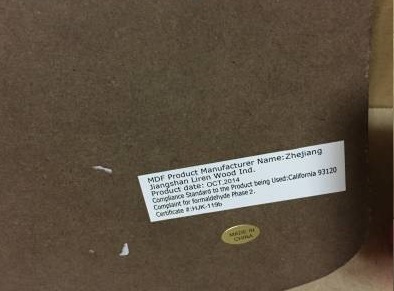 MDF Product Manufacturer Name:Zhejiang
Jiangshan Liren Wood Ind.
Product date: OCT.2014
Compliance Standard to the Product being Used:California 93120
Complaint for formaldehyde Phase 2.
Certificate #:HJK-1196
MADE IN
CHINA